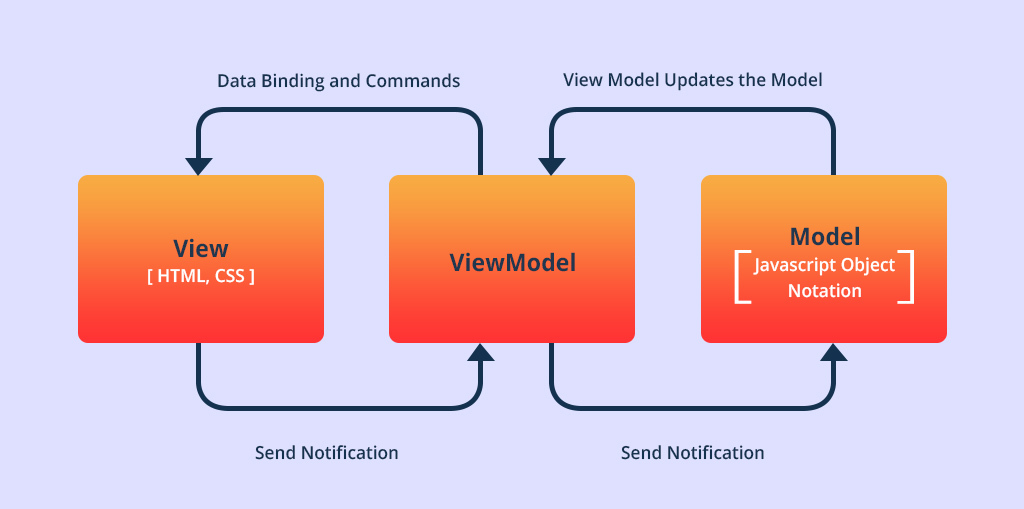 Data Binding and Commands
View Model Updates the Model
View
[ HTML, CSS ]
ViewModel
Model
[Javascript Object
Notation]
Send Notification
Send Notification